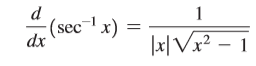 d/dx (sec⁻¹ x) = 1 / (|x|√(x² − 1))